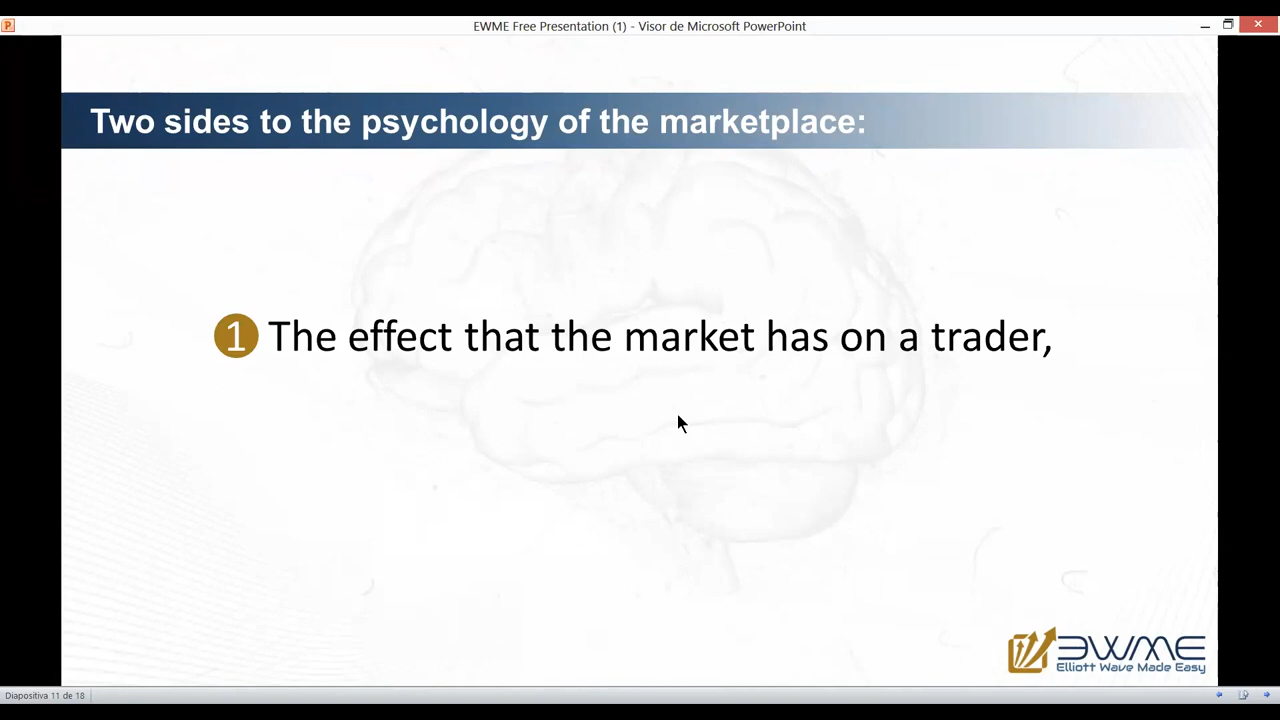 EWME Free Presentation (1) - Visor de Microsoft PowerPoint
Two sides to the psychology of the marketplace:
1 The effect that the market has on a trader,
EWME
Elliott Wave Made Easy
Diapositiva 11 de 18